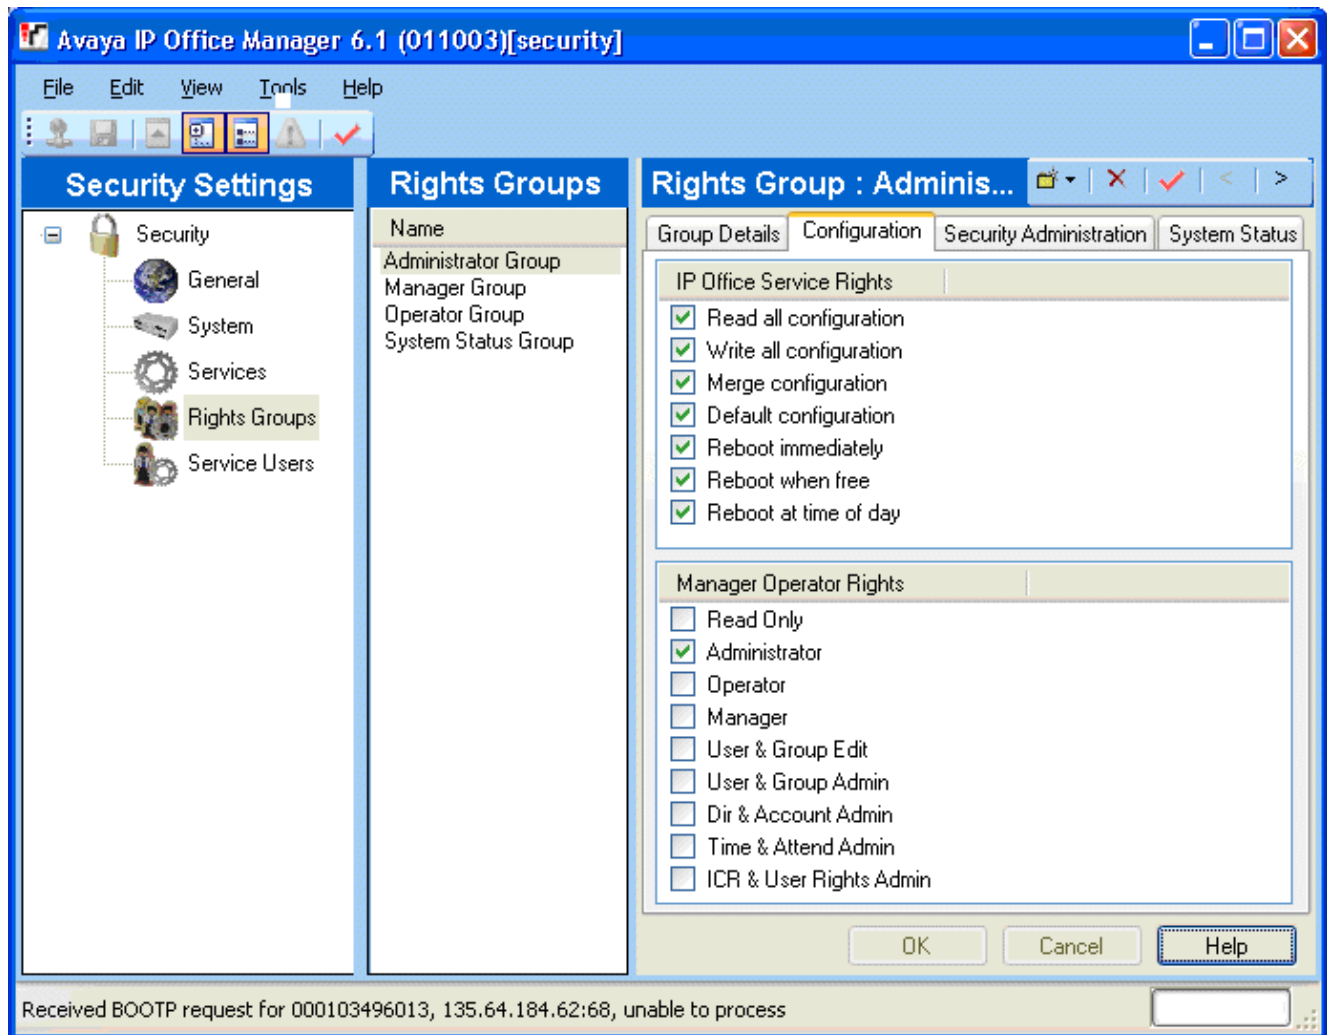 Avaya IP Office Manager 6.1 (011003)[security]
File Edit View Tools Help
Security Settings
Security
General
System
Services
Rights Groups
Service Users
Rights Groups
Name
Administrator Group
Manager Group
Operator Group
System Status Group
Rights Group : Adminis...
Group Details Configuration Security Administration System Status
IP Office Service Rights
Read all configuration
Write all configuration
Merge configuration
Default configuration
Reboot immediately
Reboot when free
Reboot at time of day
Manager Operator Rights
Read Only
Administrator
Operator
Manager
User & Group Edit
User & Group Admin
Dir & Account Admin
Time & Attend Admin
ICR & User Rights Admin
OK Cancel Help
Received BOOTP request for 000103496013, 135.64.184.62:68, unable to process